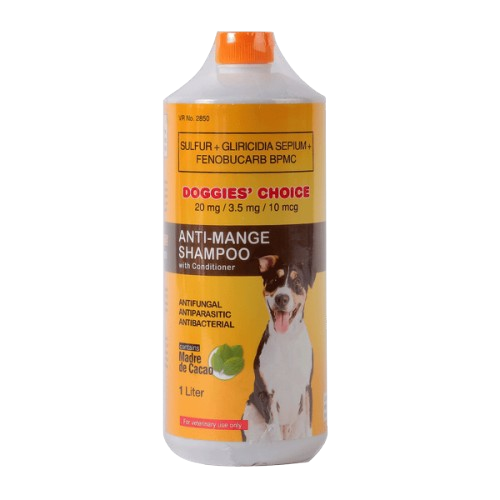 VR No. 0850
SULFUR + GLIRICIDIA SEPIUM +
FENOBUCARB BPMC
DOGGIES' CHOICE
20 mg / 3.5 mg / 10 mcg
ANTI-MANGE
SHAMPOO
with Conditioner
ANTIFUNGAL
ANTIPARASITIC
ANTIBACTERIAL
Madre
de Cacao
1 Liter
For veterinary use only